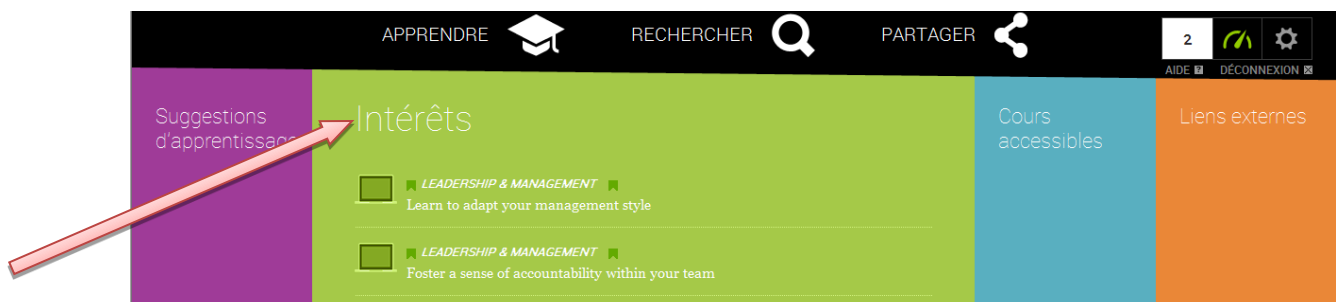 APPRENDRE
RECHERCHER
PARTAGER
2
AIDE ?
DÉCONNEXION
Suggestions
d'apprentissage
Intérêts
LEADERSHIP & MANAGEMENT
Learn to adapt your management style
LEADERSHIP & MANAGEMENT
Foster a sense of accountability within your team
Cours
accessibles
Liens externes